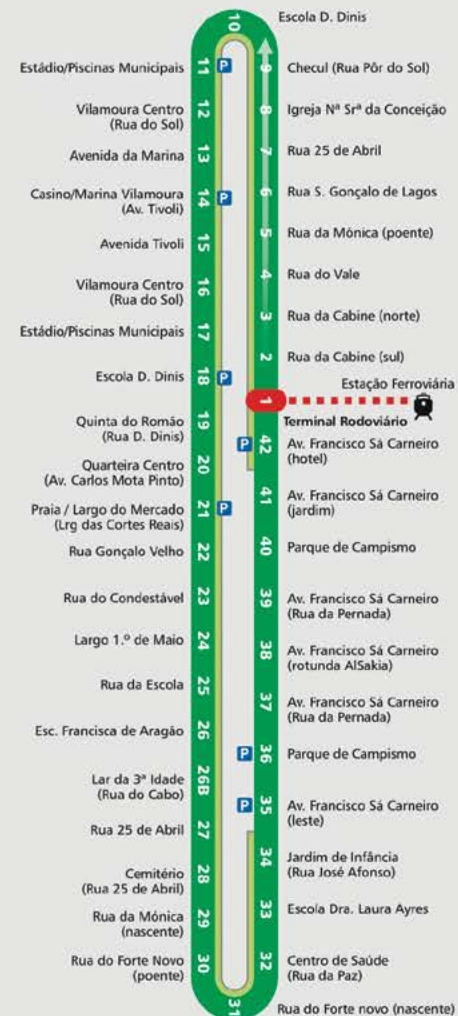 10
Escola D. Dinis
11
P
Estádio/Piscinas Municipais
12
Vilamoura Centro
(Rua do Sol)
13
Avenida da Marina
14
P
Casino/Marina Vilamoura
(Av. Tivoli)
15
Avenida Tivoli
16
Vilamoura Centro
(Rua do Sol)
17
Estádio/Piscinas Municipais
18
P
Escola D. Dinis
19
Quinta do Romão
(Rua D. Dinis)
20
Quarteira Centro
(Av. Carlos Mota Pinto)
21
P
Praia / Largo do Mercado
(Lrg das Cortes Reais)
22
Rua Gonçalo Velho
23
Rua do Condestável
24
Largo 1.º de Maio
25
Rua da Escola
26
Esc. Francisca de Aragão
26B
Lar da 3ª Idade
(Rua do Cabo)
27
Rua 25 de Abril
28
Cemitério
(Rua 25 de Abril)
29
Rua da Mónica
(nascente)
30
Rua do Forte Novo
(poente)
31
Rua do Forte novo (nascente)
9
Checul (Rua Pôr do Sol)
8
Igreja Nª Srª da Conceição
7
Rua 25 de Abril
6
Rua S. Gonçalo de Lagos
5
Rua da Mónica (poente)
4
Rua do Vale
3
Rua da Cabine (norte)
2
Rua da Cabine (sul)
Estação Ferroviária
1
Terminal Rodoviário
42
P
Av. Francisco Sá Carneiro
(hotel)
41
Av. Francisco Sá Carneiro
(jardim)
40
Parque de Campismo
39
Av. Francisco Sá Carneiro
(Rua da Pernada)
38
Av. Francisco Sá Carneiro
(rotunda AlSakia)
37
Av. Francisco Sá Carneiro
(Rua da Pernada)
36
P
Parque de Campismo
35
P
Av. Francisco Sá Carneiro
(leste)
34
Jardim de Infância
(Rua José Afonso)
33
Escola Dra. Laura Ayres
32
Centro de Saúde
(Rua da Paz)